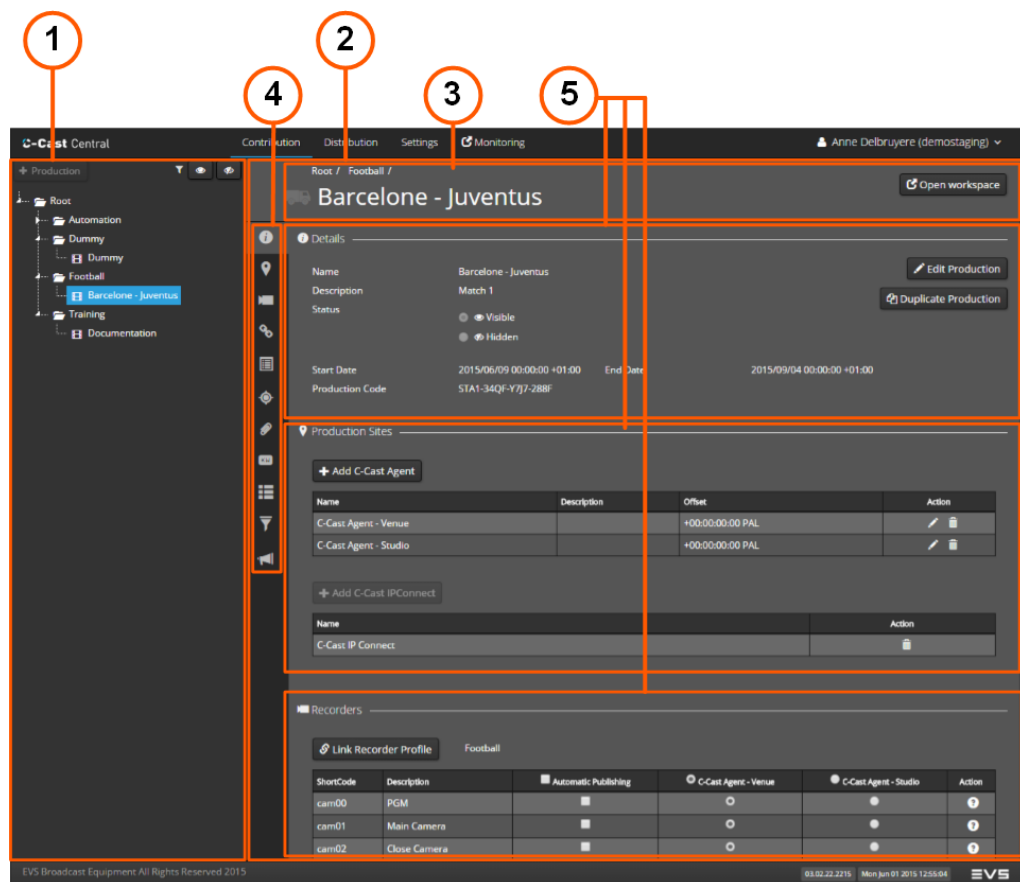 1
2
3
4
5
C-Cast Central
Contribution Distribution Settings Monitoring
Anne Delbruyere (demostaging)
+ Production
Root / Football /
Barcelone - Juventus
Open workspace
Root
Automation
Dummy
Dummy
Football
Barcelone - Juventus
Training
Documentation
Details
Name Barcelone - Juventus
Edit Production
Description Match 1
Duplicate Production
Status
Visible
Hidden
Start Date 2015/06/09 00:00:00 +01:00 End Date 2015/09/04 00:00:00 +01:00
Production Code STA1-34QF-Y7J7-288F
Production Sites
+ Add C-Cast Agent
Name Description Offset Action
C-Cast Agent - Venue +00:00:00:00 PAL
C-Cast Agent - Studio +00:00:00:00 PAL
+ Add C-Cast IPConnect
Name Action
C-Cast IP Connect
Recorders
Link Recorder Profile Football
ShortCode Description Automatic Publishing C-Cast Agent - Venue C-Cast Agent - Studio Action
cam00 PGM
cam01 Main Camera
cam02 Close Camera
EVS Broadcast Equipment All Rights Reserved 2015
03.02.22.2215 Mon Jun 01 2015 12:55:04 EVS